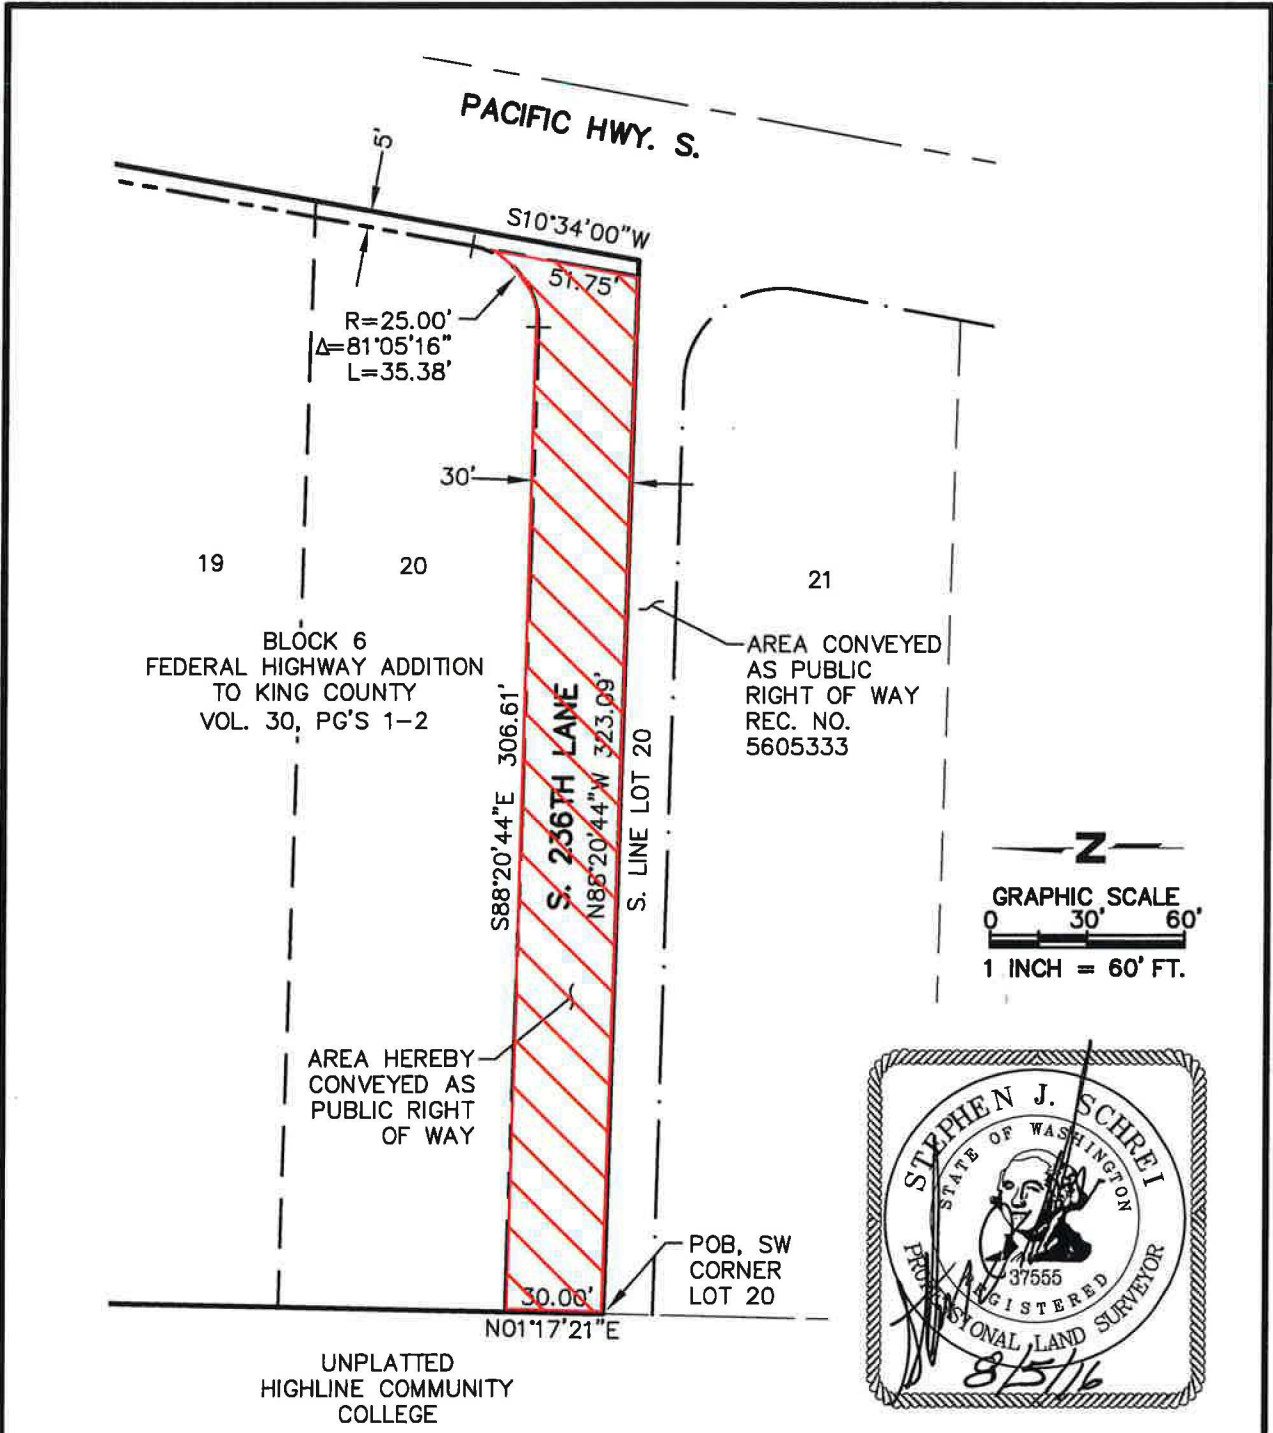 PACIFIC HWY. S.
5'
S10°34'00"W
51.75'
R=25.00'
Δ=81°05'16"
L=35.38'
30'
19
20
21
BLOCK 6
FEDERAL HIGHWAY ADDITION
TO KING COUNTY
VOL. 30, PG'S 1-2
AREA CONVEYED
AS PUBLIC
RIGHT OF WAY
REC. NO.
5605333
S88°20'44"E 306.61'
S. 236TH LANE
N88°20'44"W 323.09'
S. LINE LOT 20
N
GRAPHIC SCALE
0 30' 60'
1 INCH = 60' FT.
AREA HEREBY
CONVEYED AS
PUBLIC RIGHT
OF WAY
POB, SW
CORNER
LOT 20
30.00'
N01°17'21"E
UNPLATTED
HIGHLINE COMMUNITY
COLLEGE
STEPHEN J. SCHREI
STATE OF WASHINGTON
37555
REGISTERED
PROFESSIONAL LAND SURVEYOR
8/5/16